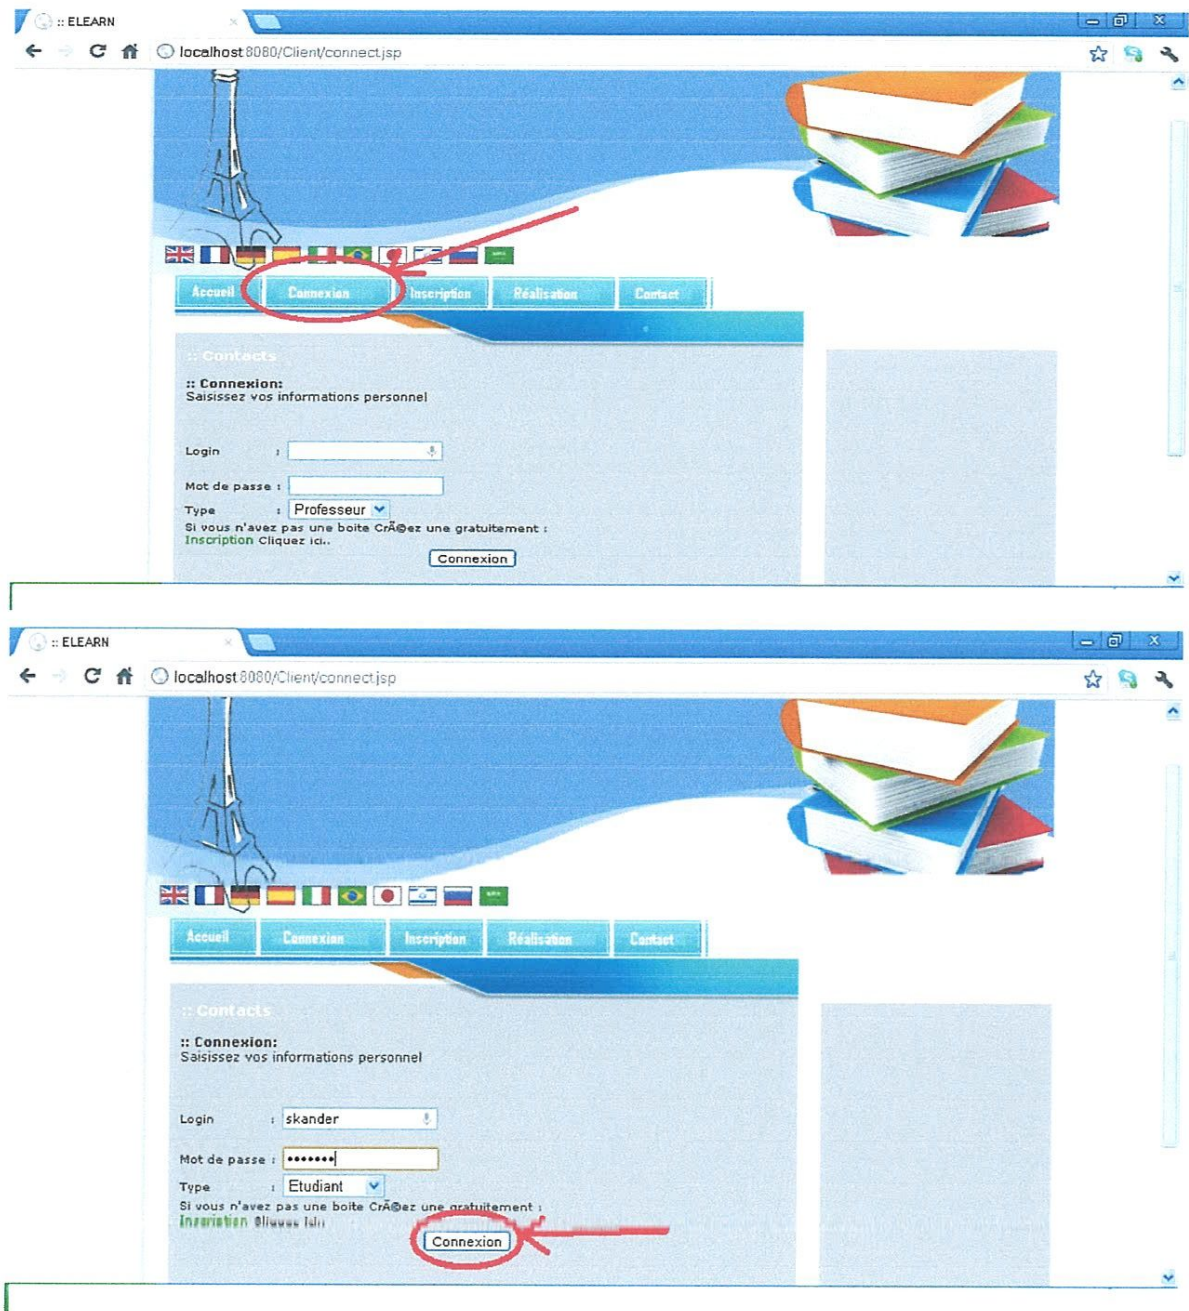 :: ELEARN
localhost:8080/Client/connect.jsp
Accueil Connexion Inscription Réalisation Contact
:: Contacts
:: Connexion:
Saisissez vos informations personnel
Login :
Mot de passe :
Type : Professeur
Si vous n'avez pas une boite CrÃ©ez une gratuitement :
Inscription Cliquez ici..
Connexion
:: ELEARN
localhost:8080/Client/connect.jsp
Accueil Connexion Inscription Réalisation Contact
:: Contacts
:: Connexion:
Saisissez vos informations personnel
Login : skander
Mot de passe : •••••••
Type : Etudiant
Si vous n'avez pas une boite CrÃ©ez une gratuitement :
Inscription Cliquez ici..
Connexion